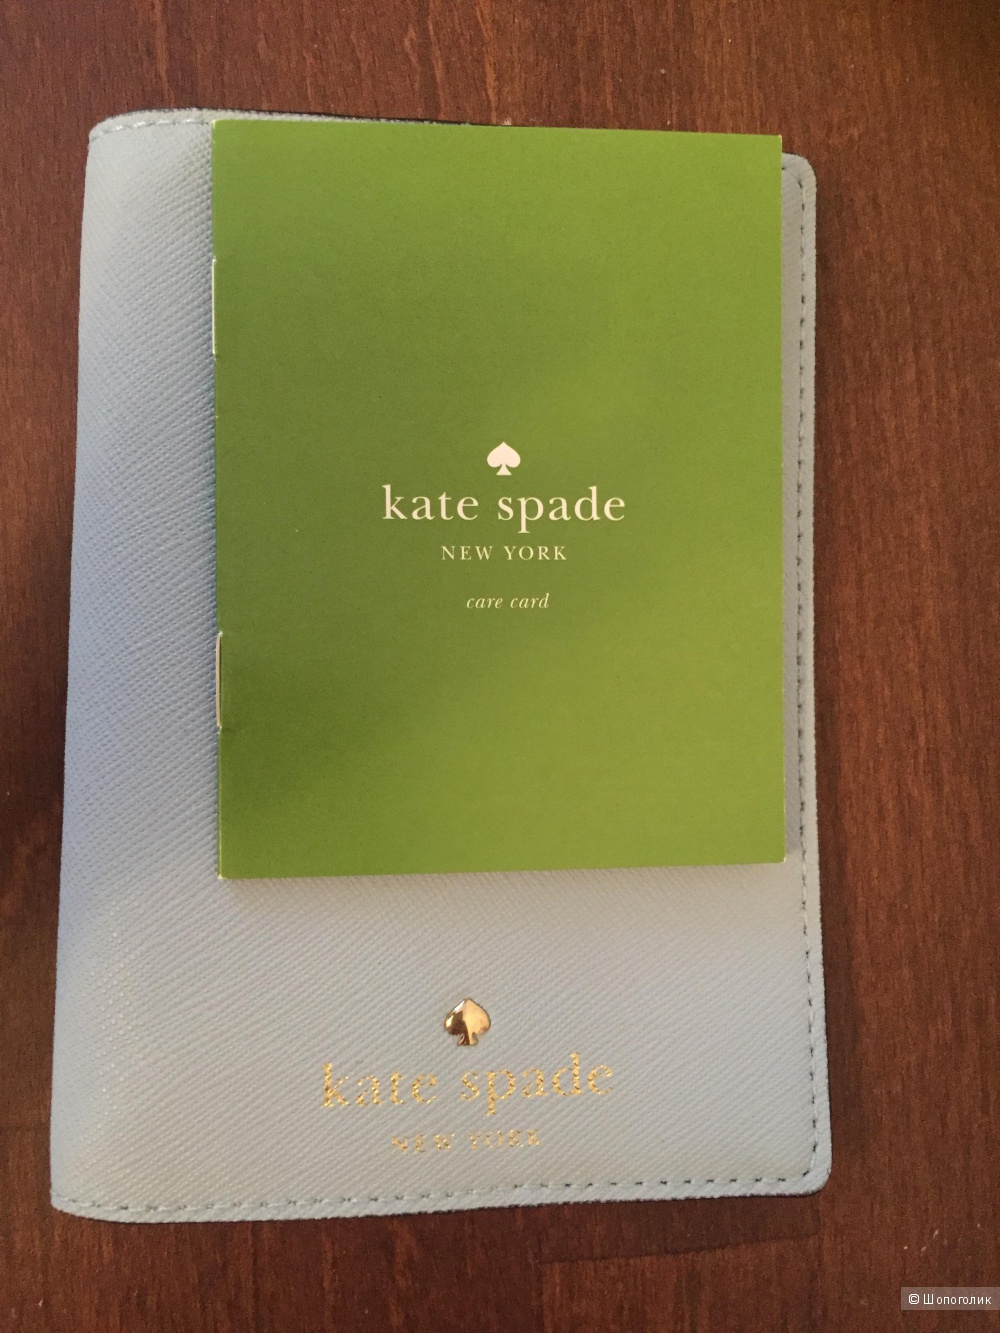 kate spade
NEW YORK
care card
kate spade
NEW YORK
© Шопоголик